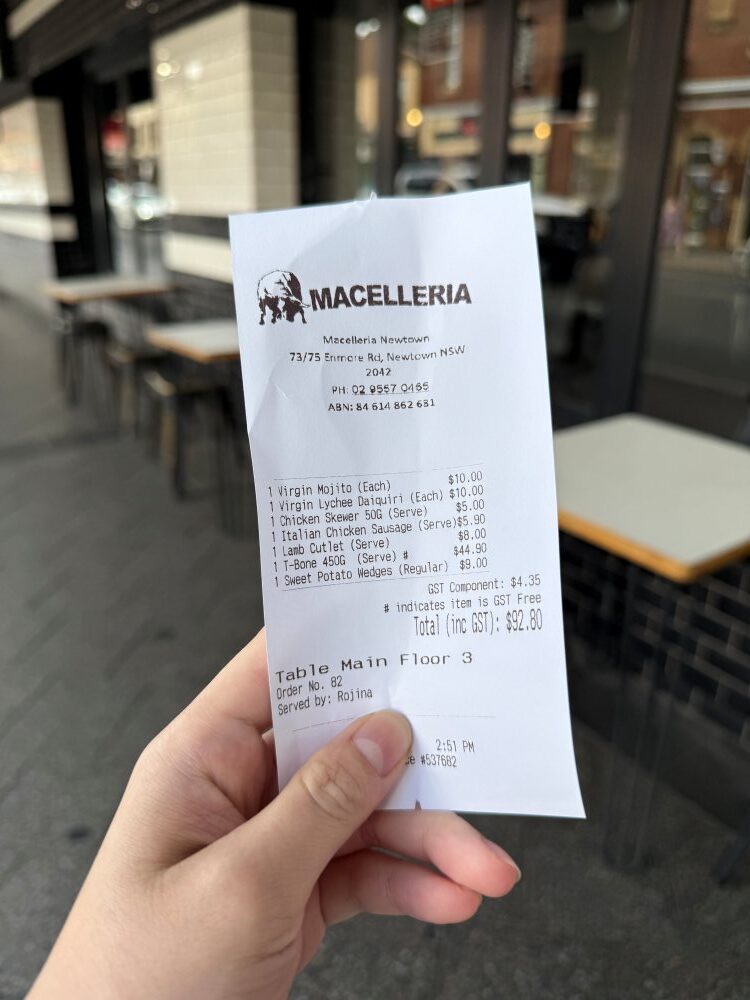 MACELLERIA
Macelleria Newtown
73/75 Enmore Rd, Newtown NSW
2042
PH: 02 9557 0465
ABN: 84 614 862 631
1 Virgin Mojito (Each) $10.00
1 Virgin Lychee Daiquiri (Each) $10.00
1 Chicken Skewer 50G (Serve) $5.00
1 Italian Chicken Sausage (Serve) $5.90
1 Lamb Cutlet (Serve) $8.00
1 T-Bone 450G (Serve) # $44.90
1 Sweet Potato Wedges (Regular) $9.00
GST Component: $4.35
# indicates item is GST Free
Total (inc GST): $92.80
Table Main Floor 3
Order No. 82
Served by: Rojina
2:51 PM
#537682